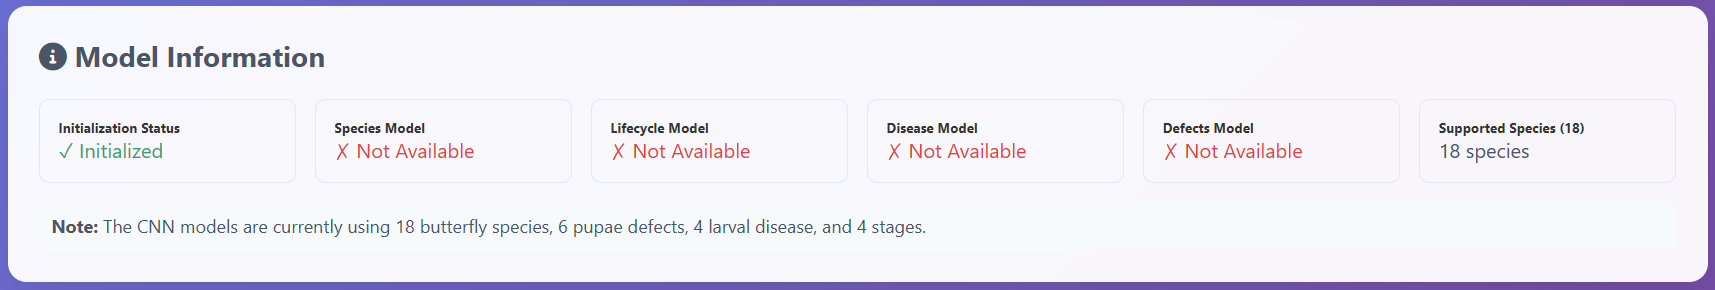 Model Information
Initialization Status
✓ Initialized
Species Model
✗ Not Available
Lifecycle Model
✗ Not Available
Disease Model
✗ Not Available
Defects Model
✗ Not Available
Supported Species (18)
18 species
Note: The CNN models are currently using 18 butterfly species, 6 pupae defects, 4 larval disease, and 4 stages.